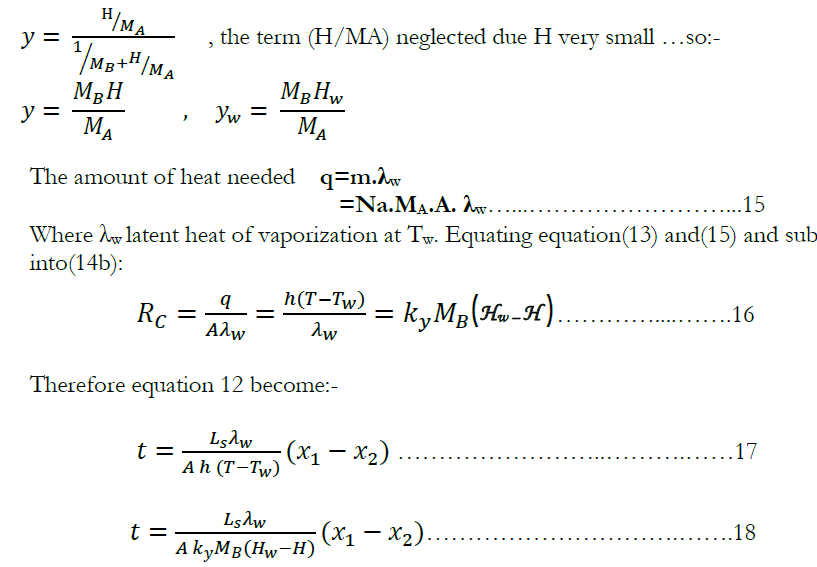 y = (H/M_A) / (1/M_B + H/M_A) , the term (H/MA) neglected due H very small …so:-
y = M_B H / M_A , y_w = M_B H_w / M_A
The amount of heat needed q=m.λ_w
=Na.M_A.A. λ_w…...…………………………...15
Where λ_w latent heat of vaporization at T_w. Equating equation(13) and(15) and sub
into(14b):
R_C = q / (Aλ_w) = h(T−T_w) / λ_w = k_y M_B(ℋ_w − ℋ)…………....…….16
Therefore equation 12 become:-
t = L_s λ_w / (A h (T−T_w)) (x_1 − x_2) ……………………...……….……17
t = L_s λ_w / (A k_y M_B(H_w−H)) (x_1 − x_2)…………………………….…….18